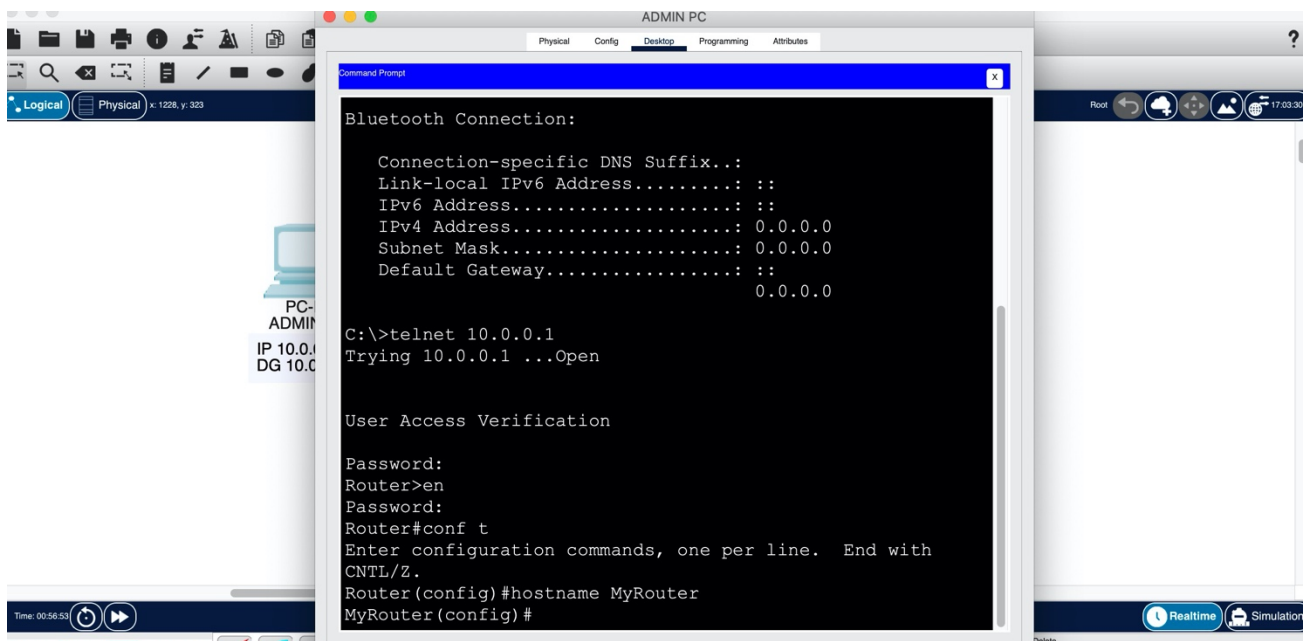 ADMIN PC
Physical Config Desktop Programming Attributes
?
Command Prompt
X
Logical Physical x: 1228, y: 323
Root 17:03:30
Bluetooth Connection:
Connection-specific DNS Suffix..:
Link-local IPv6 Address.........: ::
IPv6 Address....................: ::
IPv4 Address....................: 0.0.0.0
Subnet Mask.....................: 0.0.0.0
Default Gateway.................: ::
0.0.0.0
PC-
ADMIN
IP 10.0.
DG 10.0
C:\>telnet 10.0.0.1
Trying 10.0.0.1 ...Open
User Access Verification
Password:
Router>en
Password:
Router#conf t
Enter configuration commands, one per line.  End with
CNTL/Z.
Router(config)#hostname MyRouter
MyRouter(config)#
Time: 00:56:53
Realtime Simulation